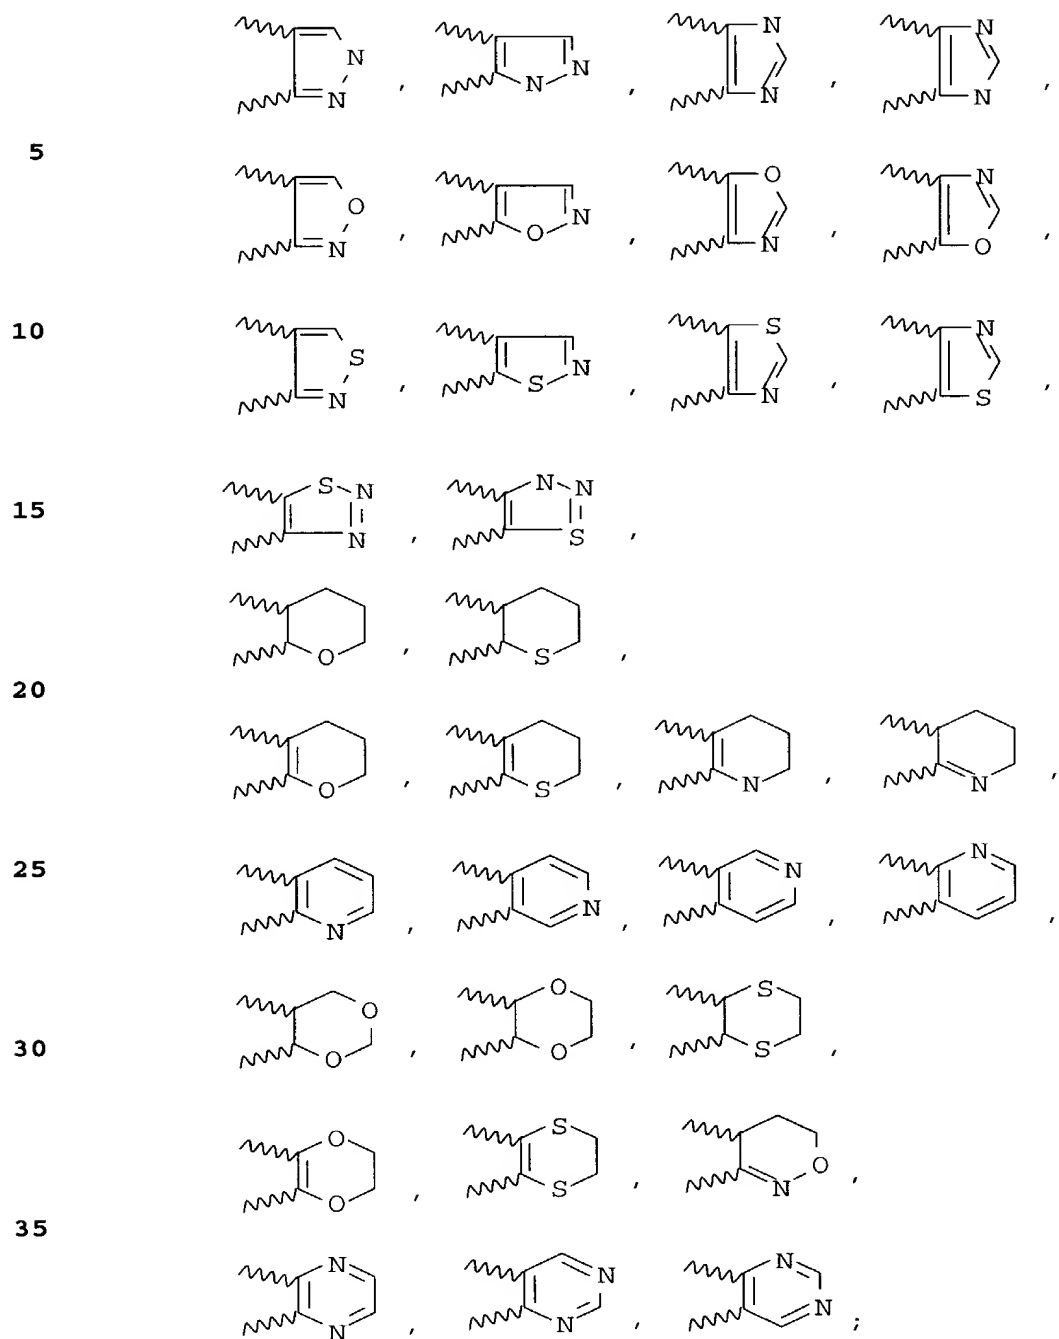 N N , N N , N N , N N ,
5
O N , O N , O N , N O ,
10
S N , S N , S N , N S ,
15
S N N , N N S ,
O , S ,
20
O , S , N , N ,
25
N , N , N , N ,
O O , O O , S S ,
30
O O , S S , O N ,
35
N N , N N , N N ;